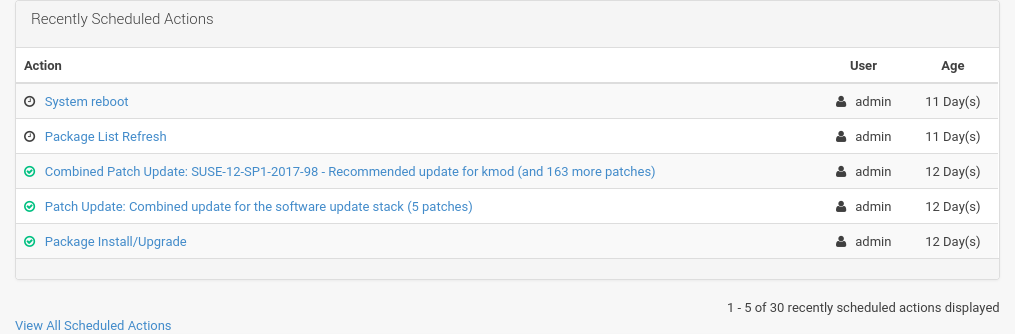 Recently Scheduled Actions
Action User Age
System reboot admin 11 Day(s)
Package List Refresh admin 11 Day(s)
Combined Patch Update: SUSE-12-SP1-2017-98 - Recommended update for kmod (and 163 more patches) admin 12 Day(s)
Patch Update: Combined update for the software update stack (5 patches) admin 12 Day(s)
Package Install/Upgrade admin 12 Day(s)
1 - 5 of 30 recently scheduled actions displayed
View All Scheduled Actions